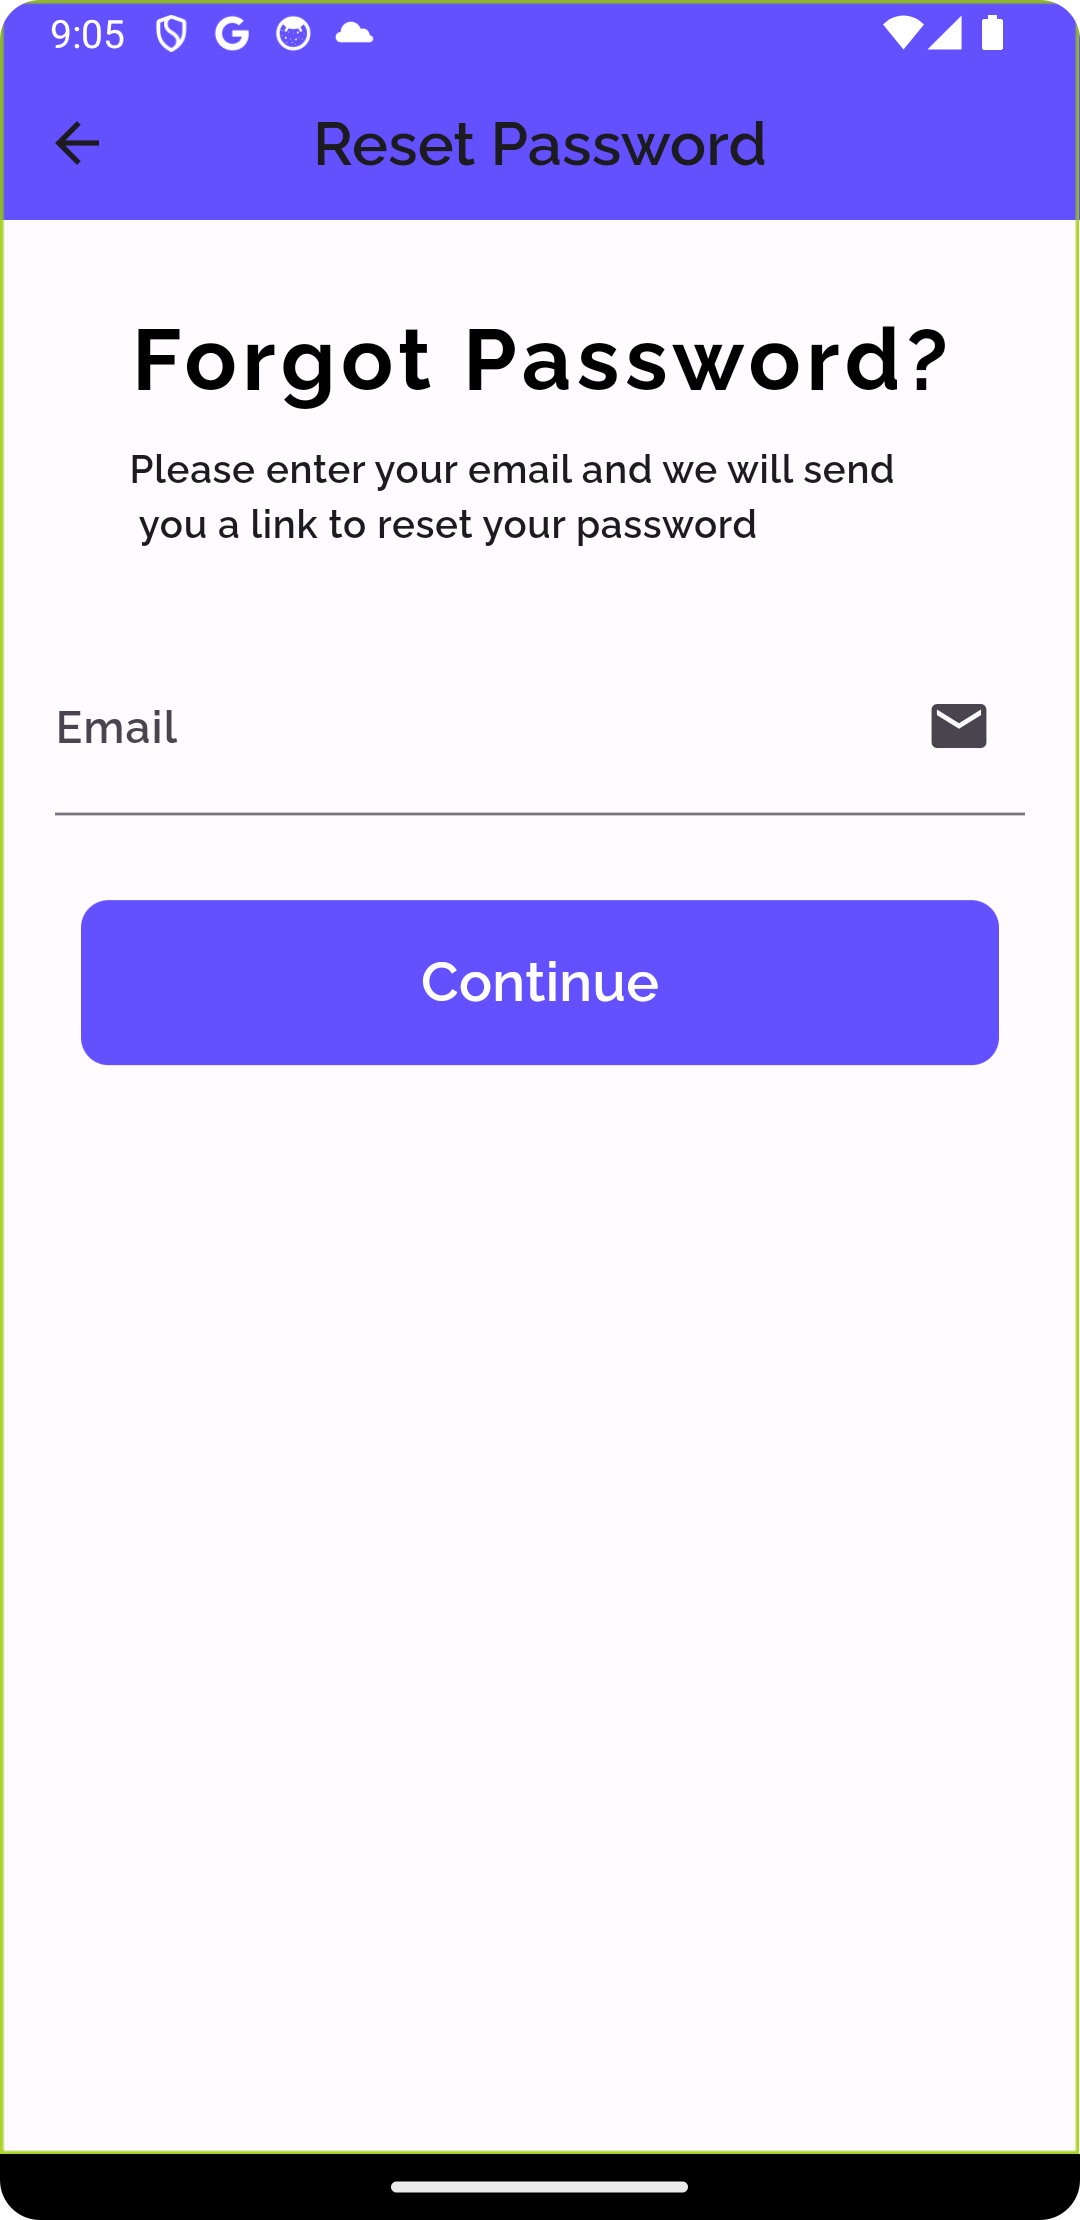 9:05
Reset Password
Forgot Password?
Please enter your email and we will send
you a link to reset your password
Email
Continue